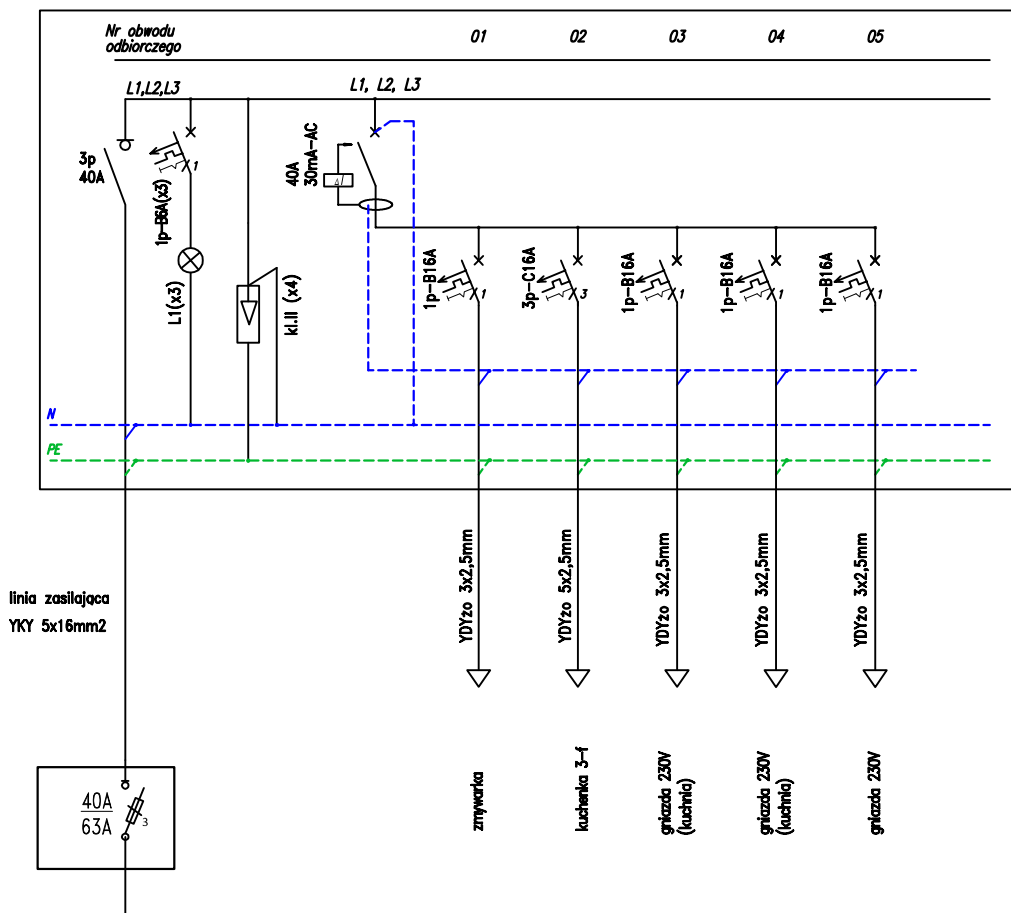 Nr obwodu
odbiorczego
01
02
03
04
05
L1,L2,L3
L1, L2, L3
3p
40A
1p-B6A(x3)
1
L1(x3)
kl.II (x4)
40A
30mA-AC
ΔI
1p-B16A
1
3p-C16A
3
1p-B16A
1
1p-B16A
1
1p-B16A
1
N
PE
linia zasilająca
YKY 5x16mm2
YDYżo 3x2,5mm
YDYżo 5x2,5mm
YDYżo 3x2,5mm
YDYżo 3x2,5mm
YDYżo 3x2,5mm
40A
63A
3
zmywarka
kuchenka 3-f
gniazda 230V
(kuchnia)
gniazda 230V
(kuchnia)
gniazda 230V